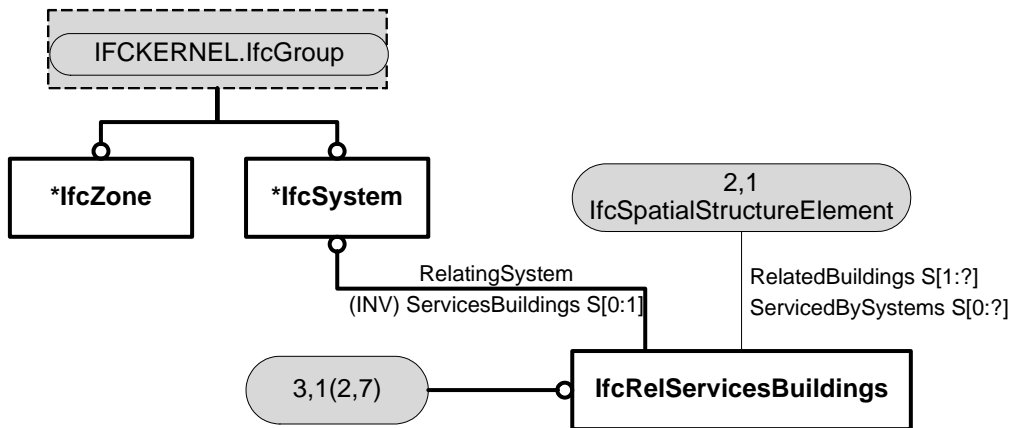 IFCKERNEL.IfcGroup
*IfcZone
*IfcSystem
2,1
IfcSpatialStructureElement
RelatingSystem
(INV) ServicesBuildings S[0:1]
RelatedBuildings S[1:?]
ServicedBySystems S[0:?]
3,1(2,7)
IfcRelServicesBuildings